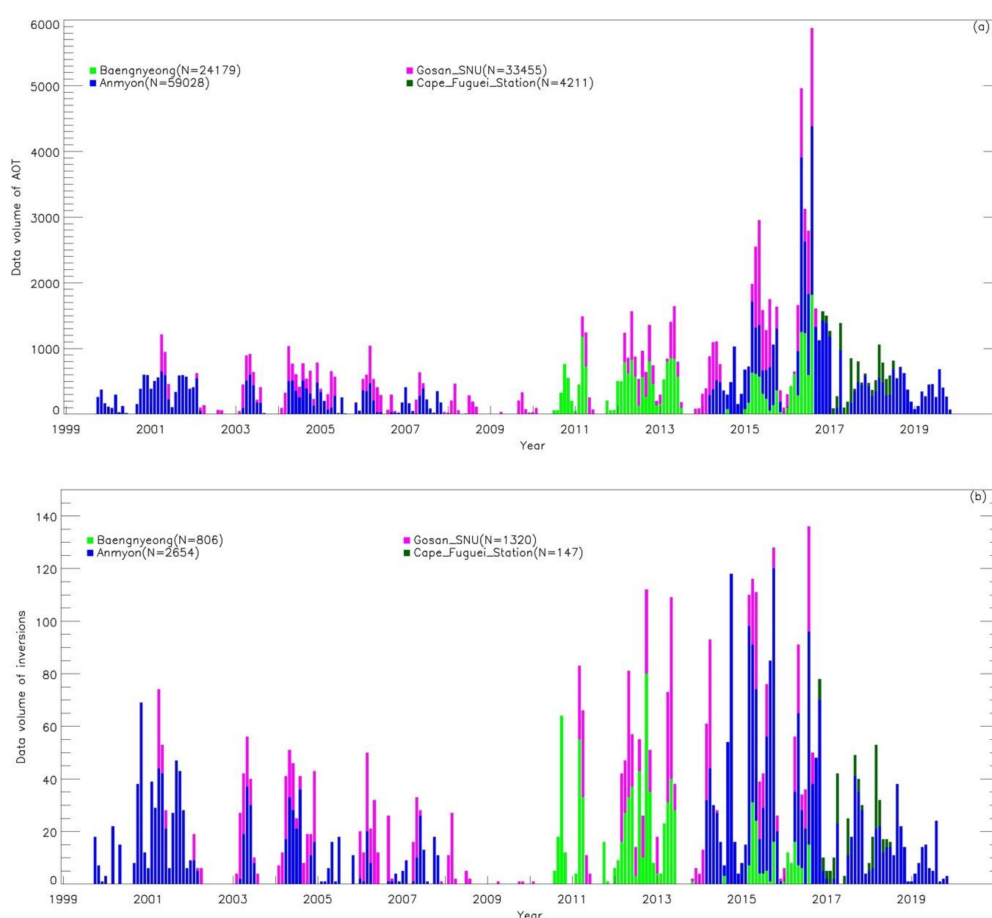 (a)
6000
5000
4000
3000
2000
1000
0
Data volume of AOT
Baengnyeong(N=24179)
Anmyon(N=59028)
Gosan_SNU(N=33455)
Cape_Fuguei_Station(N=4211)
1999 2001 2003 2005 2007 2009 2011 2013 2015 2017 2019
Year
(b)
140
120
100
80
60
40
20
0
Data volume of inversions
Baengnyeong(N=806)
Anmyon(N=2654)
Gosan_SNU(N=1320)
Cape_Fuguei_Station(N=147)
1999 2001 2003 2005 2007 2009 2011 2013 2015 2017 2019
Year